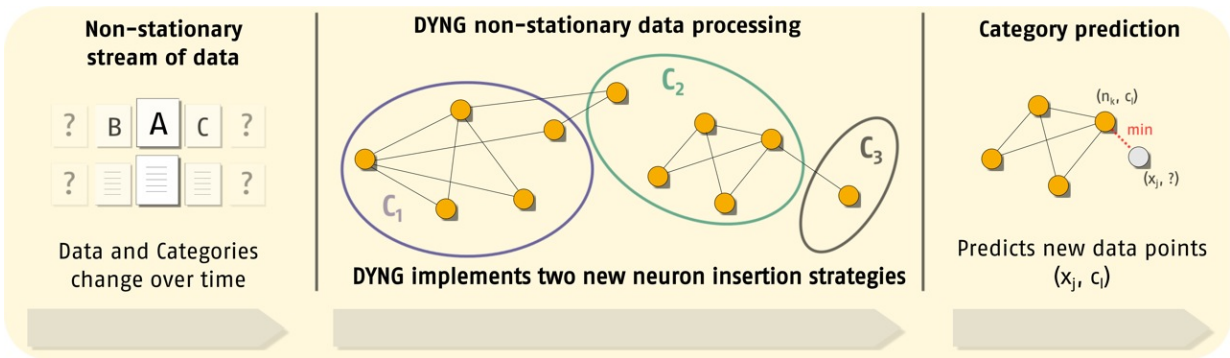 Non-stationary
stream of data
? B A C ?
? ?
Data and Categories
change over time
DYNG non-stationary data processing
C₁
C₂
C₃
DYNG implements two new neuron insertion strategies
Category prediction
(nₖ, cₗ)
min
(xⱼ, ?)
Predicts new data points
(xⱼ, cₗ)